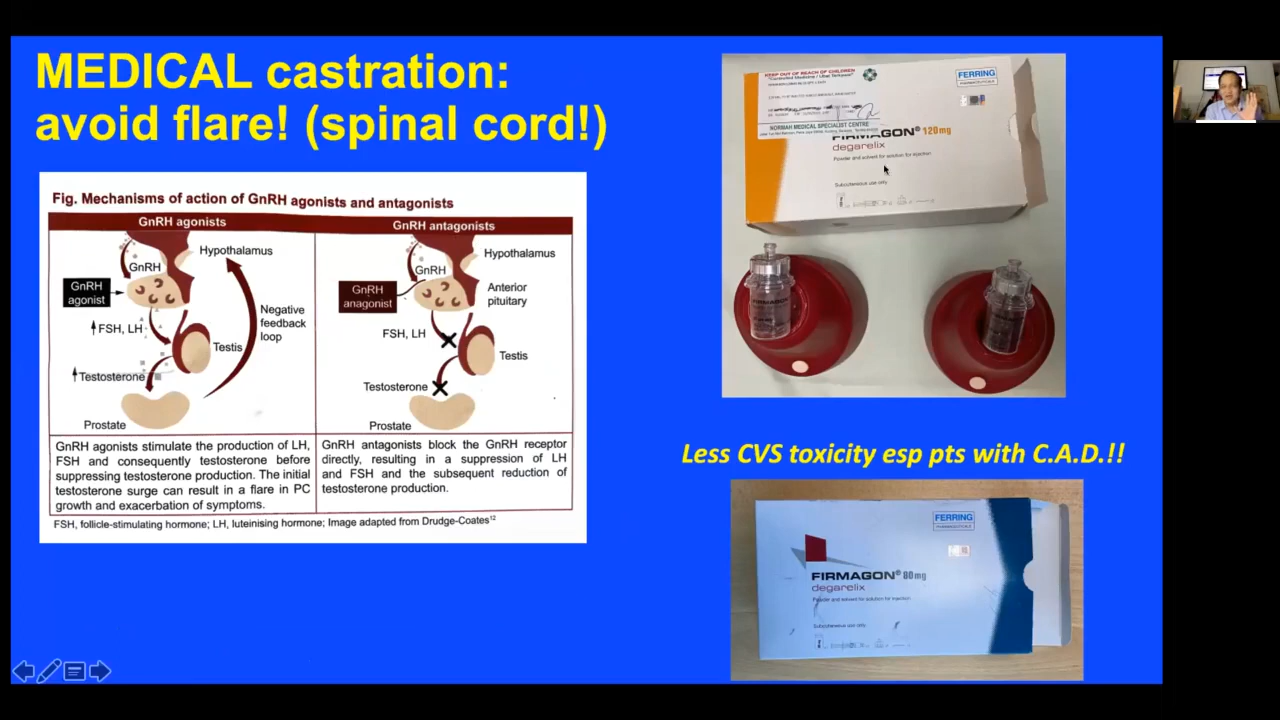 MEDICAL castration:
avoid flare! (spinal cord!)
Fig. Mechanisms of action of GnRH agonists and antagonists
GnRH agonists
GnRH antagonists
Hypothalamus
GnRH
GnRH
agonist
FSH, LH
Negative
feedback
loop
Testis
Testosterone
Prostate
Hypothalamus
GnRH
GnRH
anagonist
Anterior
pituitary
FSH, LH
Testis
Testosterone
Prostate
GnRH agonists stimulate the production of LH,
FSH and consequently testosterone before
suppressing testosterone production. The initial
testosterone surge can result in a flare in PC
growth and exacerbation of symptoms.
GnRH antagonists block the GnRH receptor
directly, resulting in a suppression of LH
and FSH and the subsequent reduction of
testosterone production.
FSH, follicle-stimulating hormone; LH, luteinising hormone; Image adapted from Drudge-Coates12
KEEP OUT OF REACH OF CHILDREN
NORMAH MEDICAL SPECIALIST CENTRE
FERRING
PHARMACEUTICALS
FIRMAGON® 120mg
degarelix
Powder and solvent for solution for injection
Subcutaneous use only
FIRMAGON
Less CVS toxicity esp pts with C.A.D.!!
FERRING
PHARMACEUTICALS
FIRMAGON® 80mg
degarelix
Powder and solvent for solution for injection
Subcutaneous use only